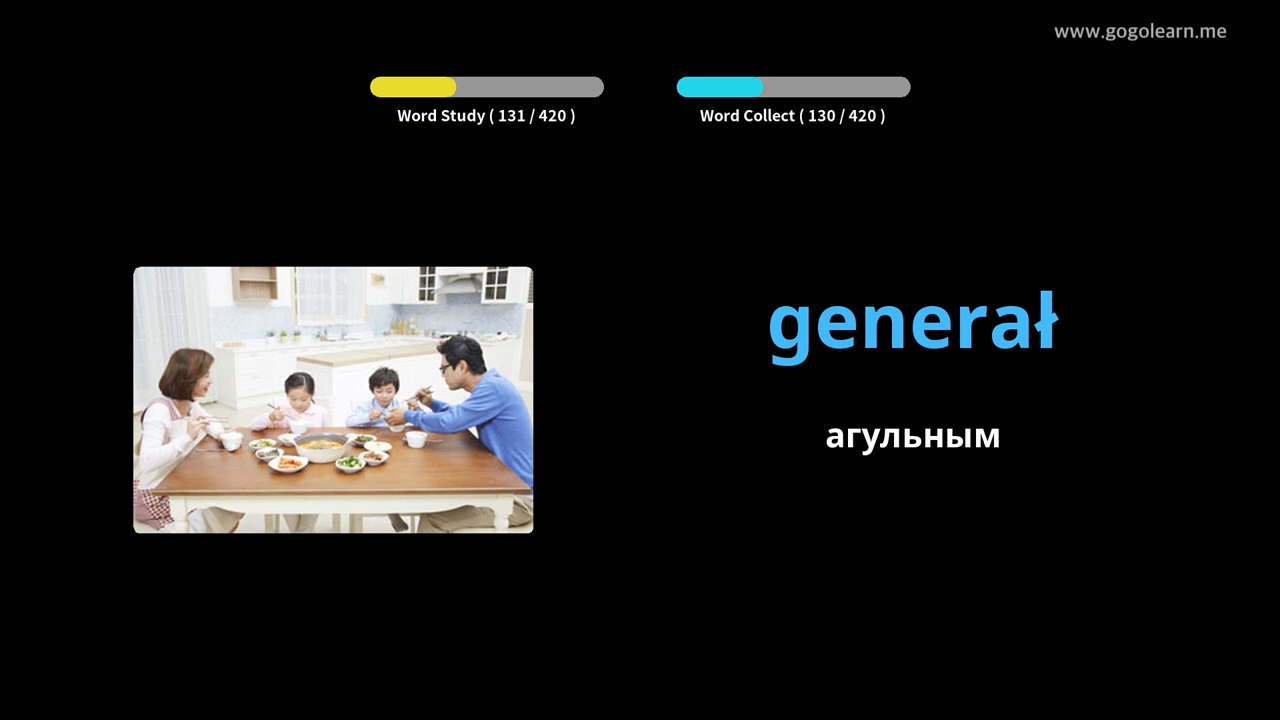 www.gogolearn.me
Word Study ( 131 / 420 )
Word Collect ( 130 / 420 )
generał
агульным